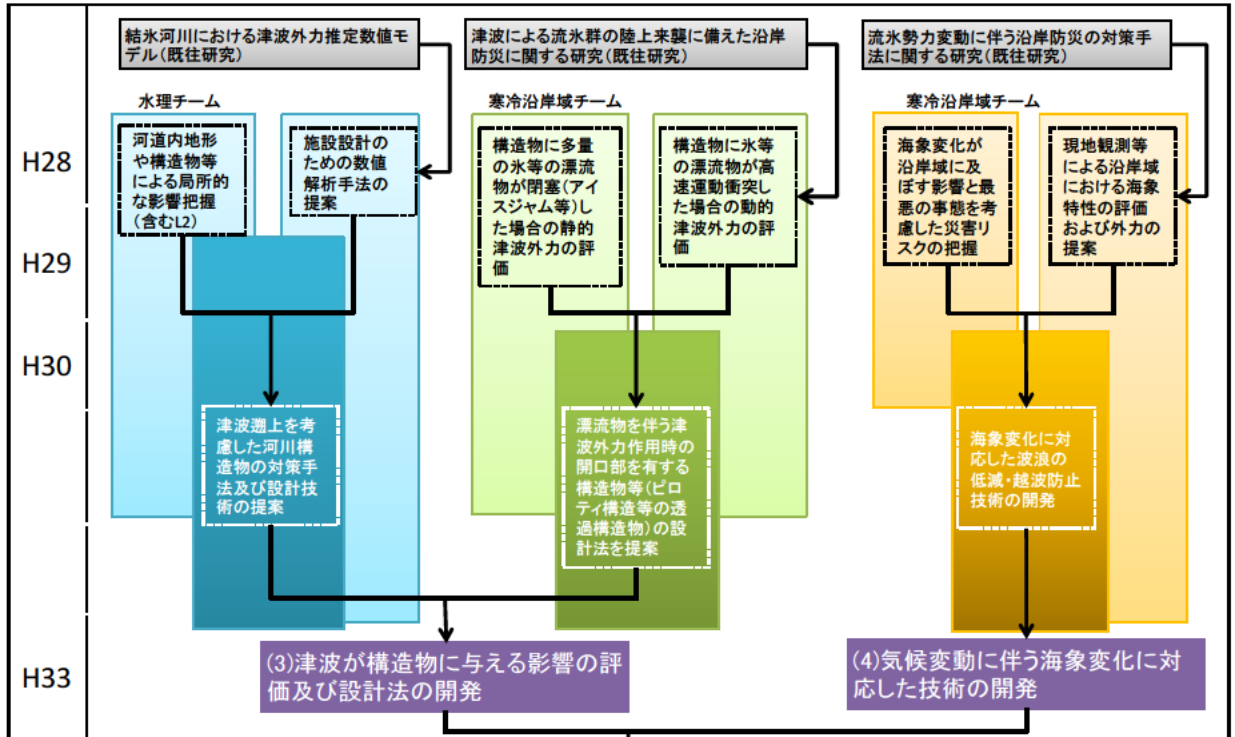 結氷河川における津波外力推定数値モ
デル(既往研究)
津波による流氷群の陸上来襲に備えた沿岸
防災に関する研究(既往研究)
流氷勢力変動に伴う沿岸防災の対策手
法に関する研究(既往研究)
水理チーム
寒冷沿岸域チーム
寒冷沿岸域チーム
H28
H29
H30
H33
河道内地形
や構造物等
による局所的
な影響把握
(含むL2)
施設設計の
ための数値
解析手法の
提案
構造物に多量
の氷等の漂流
物が閉塞(アイ
スジャム等)し
た場合の静的
津波外力の評
価
構造物に氷等
の漂流物が高
速運動衝突し
た場合の動的
津波外力の評
価
海象変化が
沿岸域に及
ぼす影響と最
悪の事態を考
慮した災害リ
スクの把握
現地観測等
による沿岸域
における海象
特性の評価
および外力の
提案
津波遡上を考
慮した河川構
造物の対策手
法及び設計技
術の提案
漂流物を伴う津
波外力作用時の
開口部を有する
構造物等(ピロ
ティ構造等の透
過構造物)の設
計法を提案
海象変化に対
応した波浪の
低減・越波防止
技術の開発
(3)津波が構造物に与える影響の評
価及び設計法の開発
(4)気候変動に伴う海象変化に対
応した技術の開発